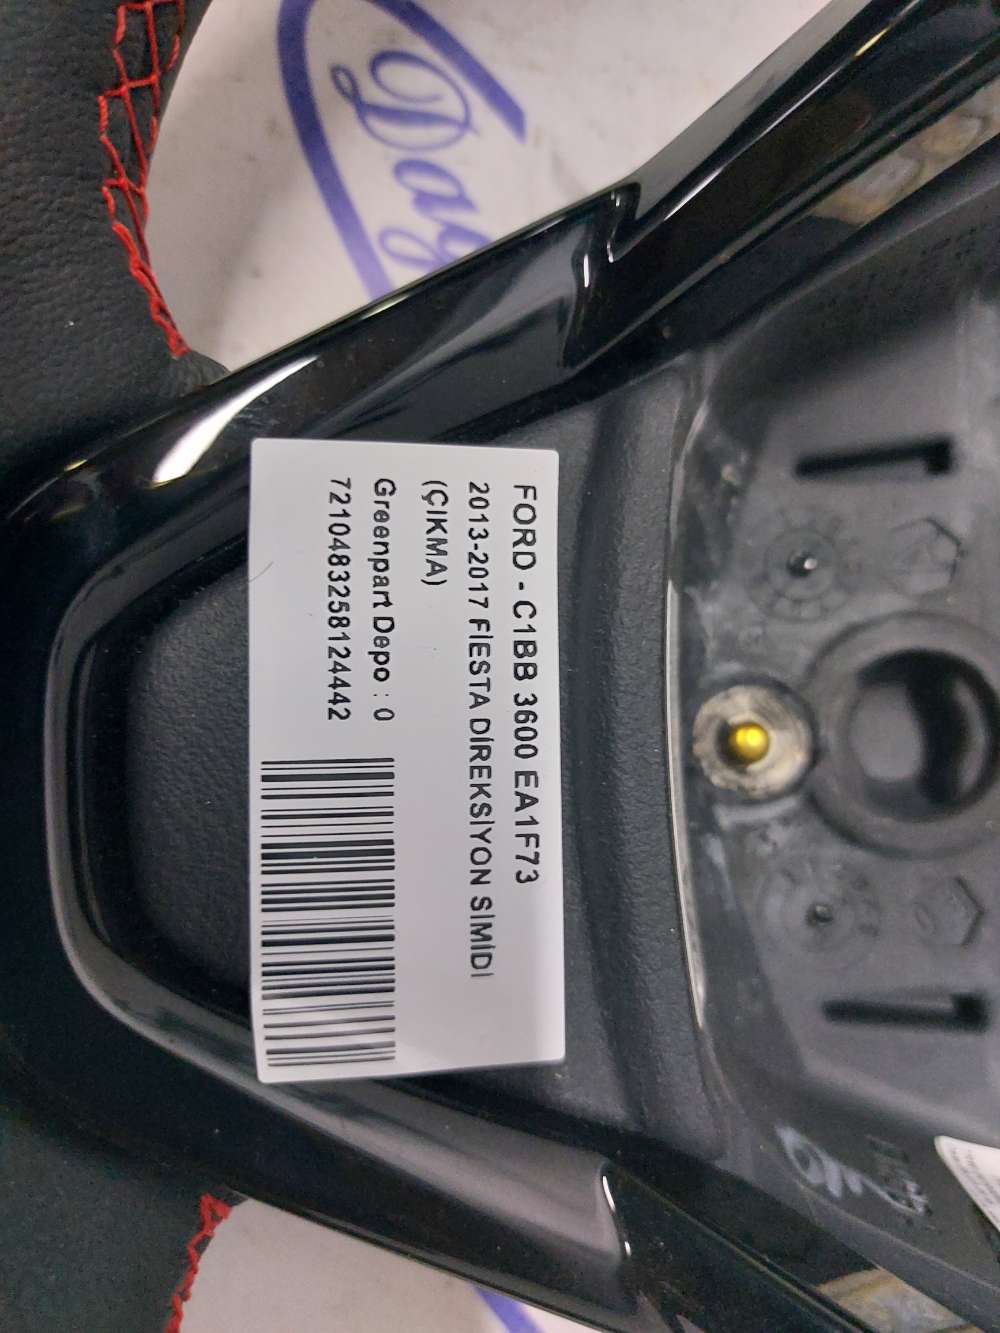 FORD - C1BB 3600 EA1F73
2013-2017 FİESTA DİREKSİYON SİMİDİ
(ÇIKMA)
Greenpart Depo : 0
7210483258124442